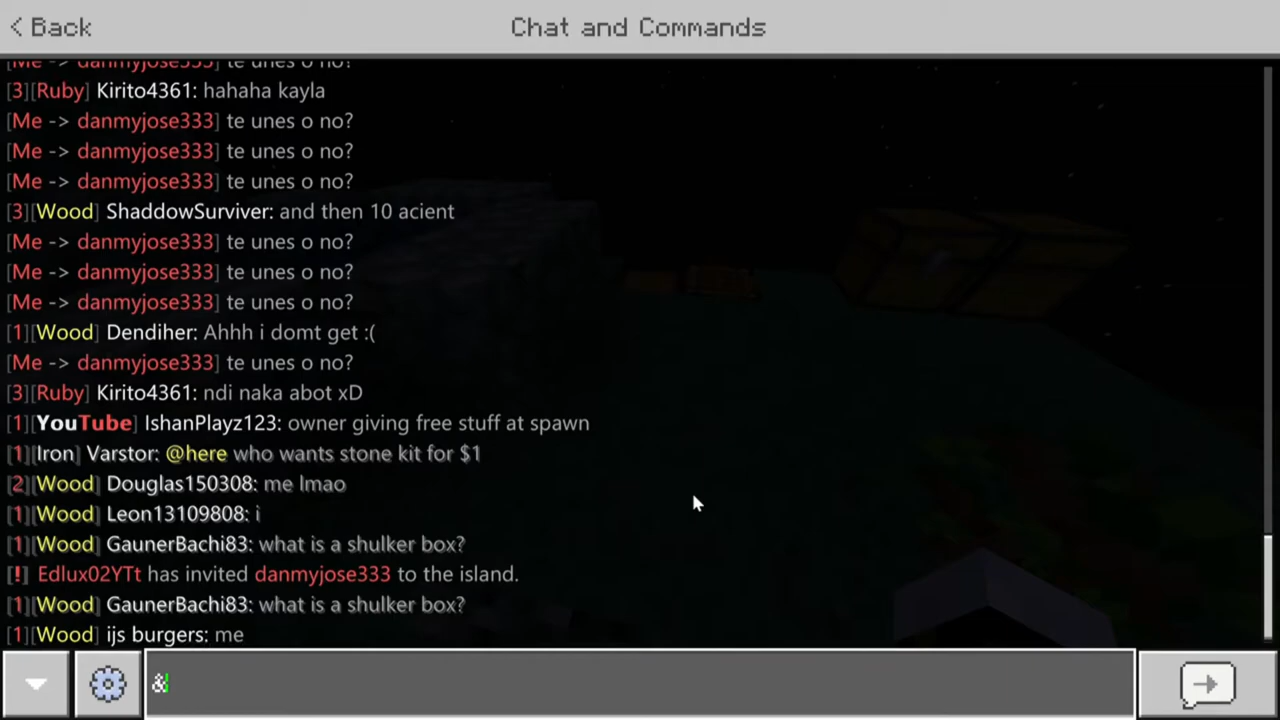 < Back
Chat and Commands
[Me -> danmyjose333] te unes o no?
[3][Ruby] Kirito4361: hahaha kayla
[Me -> danmyjose333] te unes o no?
[Me -> danmyjose333] te unes o no?
[Me -> danmyjose333] te unes o no?
[3][Wood] ShaddowSurviver: and then 10 acient
[Me -> danmyjose333] te unes o no?
[Me -> danmyjose333] te unes o no?
[Me -> danmyjose333] te unes o no?
[1][Wood] Dendiher: Ahhh i domt get :(
[Me -> danmyjose333] te unes o no?
[3][Ruby] Kirito4361: ndi naka abot xD
[1][YouTube] IshanPlayz123: owner giving free stuff at spawn
[1][Iron] Varstor: @here who wants stone kit for $1
[2][Wood] Douglas150308: me lmao
[1][Wood] Leon13109808: i
[1][Wood] GaunerBachi83: what is a shulker box?
[!] Edlux02YTt has invited danmyjose333 to the island.
[1][Wood] GaunerBachi83: what is a shulker box?
[1][Wood] ijs burgers: me
&